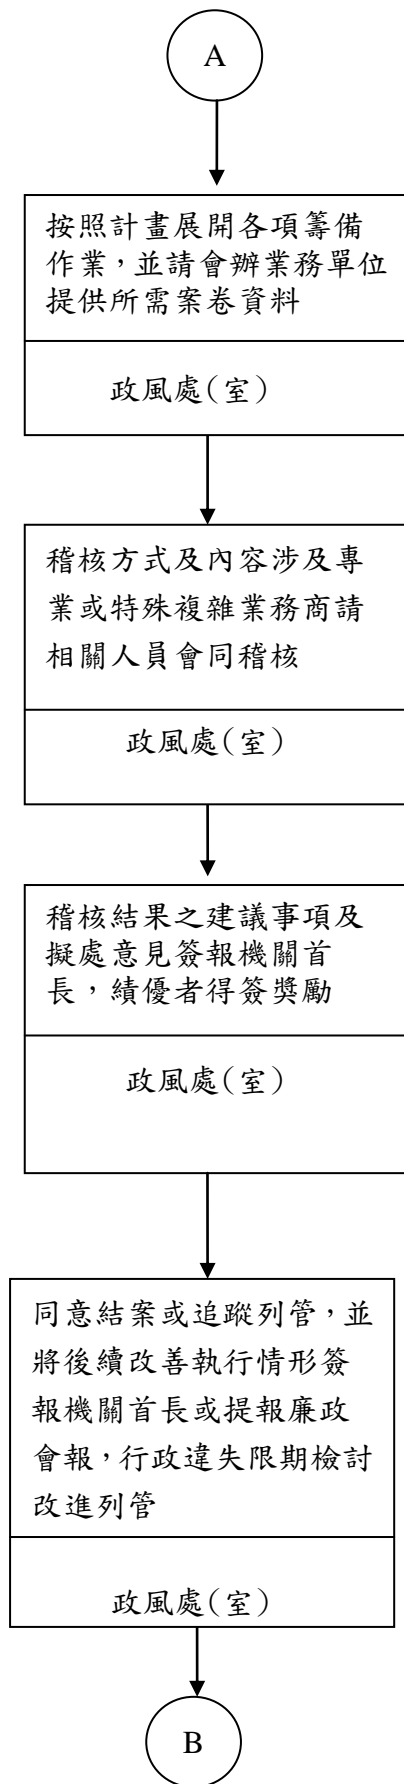 A
按照計畫展開各項籌備
作業，並請會辦業務單位
提供所需案卷資料
政風處(室)
稽核方式及內容涉及專
業或特殊複雜業務商請
相關人員會同稽核
政風處(室)
稽核結果之建議事項及
擬處意見簽報機關首
長，績優者得簽獎勵
政風處(室)
同意結案或追蹤列管，並
將後續改善執行情形簽
報機關首長或提報廉政
會報，行政違失限期檢討
改進列管
政風處(室)
B